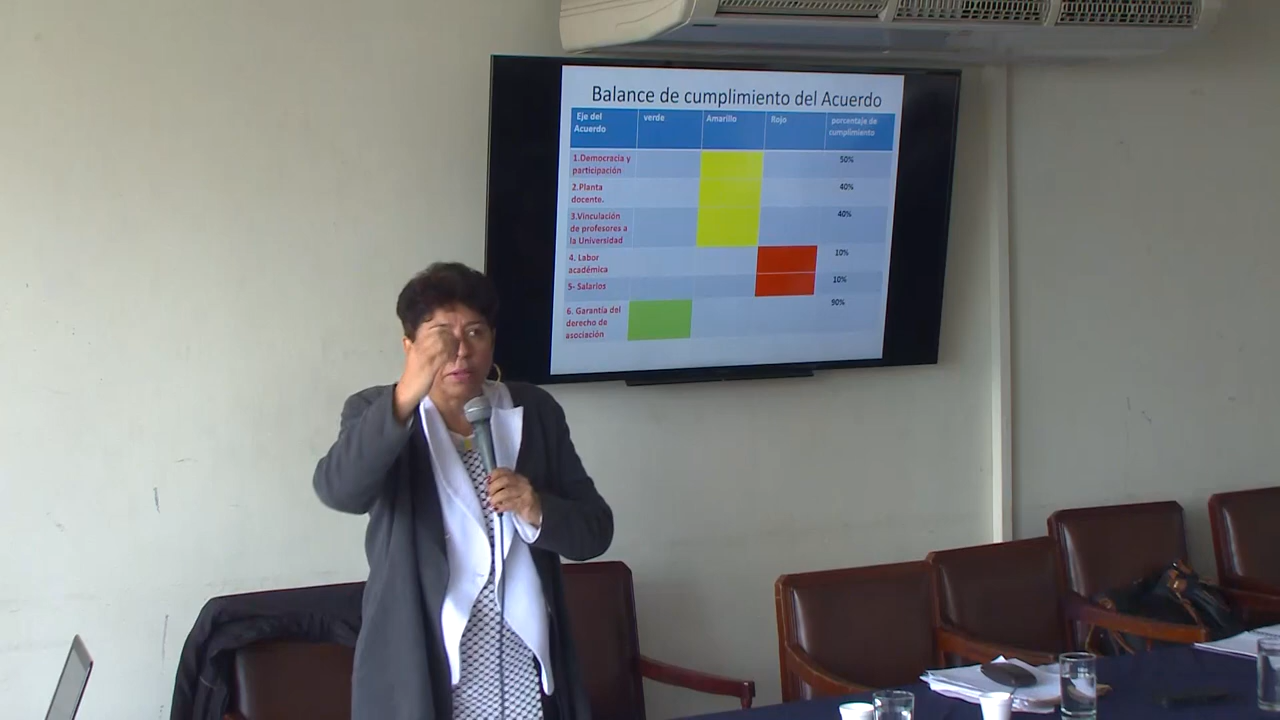 Balance de cumplimiento del Acuerdo
Eje del
Acuerdo
verde
Amarillo
Rojo
porcentaje de
cumplimiento
1.Democracia y
participación
50%
2.Planta
docento.
40%
3.Vinculación
de profesores a
la Universidad
40%
4. Labor
académica
10%
5- Salarios
10%
6. Garantía del
derecho de
asociación
90%